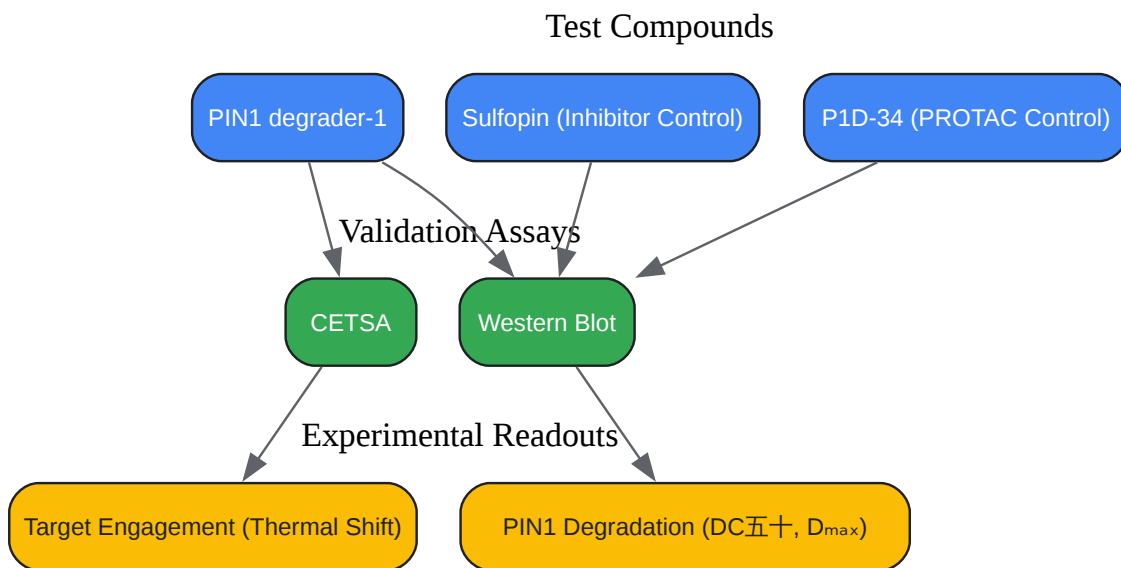 Test Compounds
PIN1 degrader-1
Sulfopin (Inhibitor Control)
P1D-34 (PROTAC Control)
Validation Assays
CETSA
Western Blot
Experimental Readouts
Target Engagement (Thermal Shift)
PIN1 Degradation (DC五十, Dₘₐₓ)